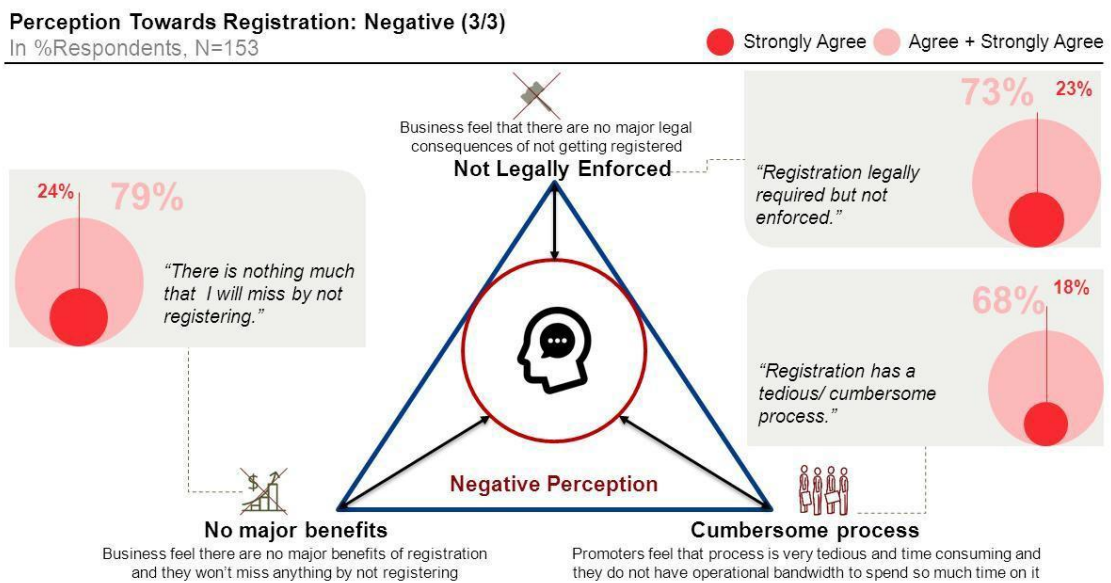 Perception Towards Registration: Negative (3/3)
In %Respondents, N=153
Strongly Agree
Agree + Strongly Agree
Business feel that there are no major legal
consequences of not getting registered
Not Legally Enforced
73%
23%
“Registration legally
required but not
enforced.”
24%
79%
“There is nothing much
that I will miss by not
registering.”
68%
18%
“Registration has a
tedious/ cumbersome
process.”
Negative Perception
$
No major benefits
Business feel there are no major benefits of registration
and they won’t miss anything by not registering
Cumbersome process
Promoters feel that process is very tedious and time consuming and
they do not have operational bandwidth to spend so much time on it